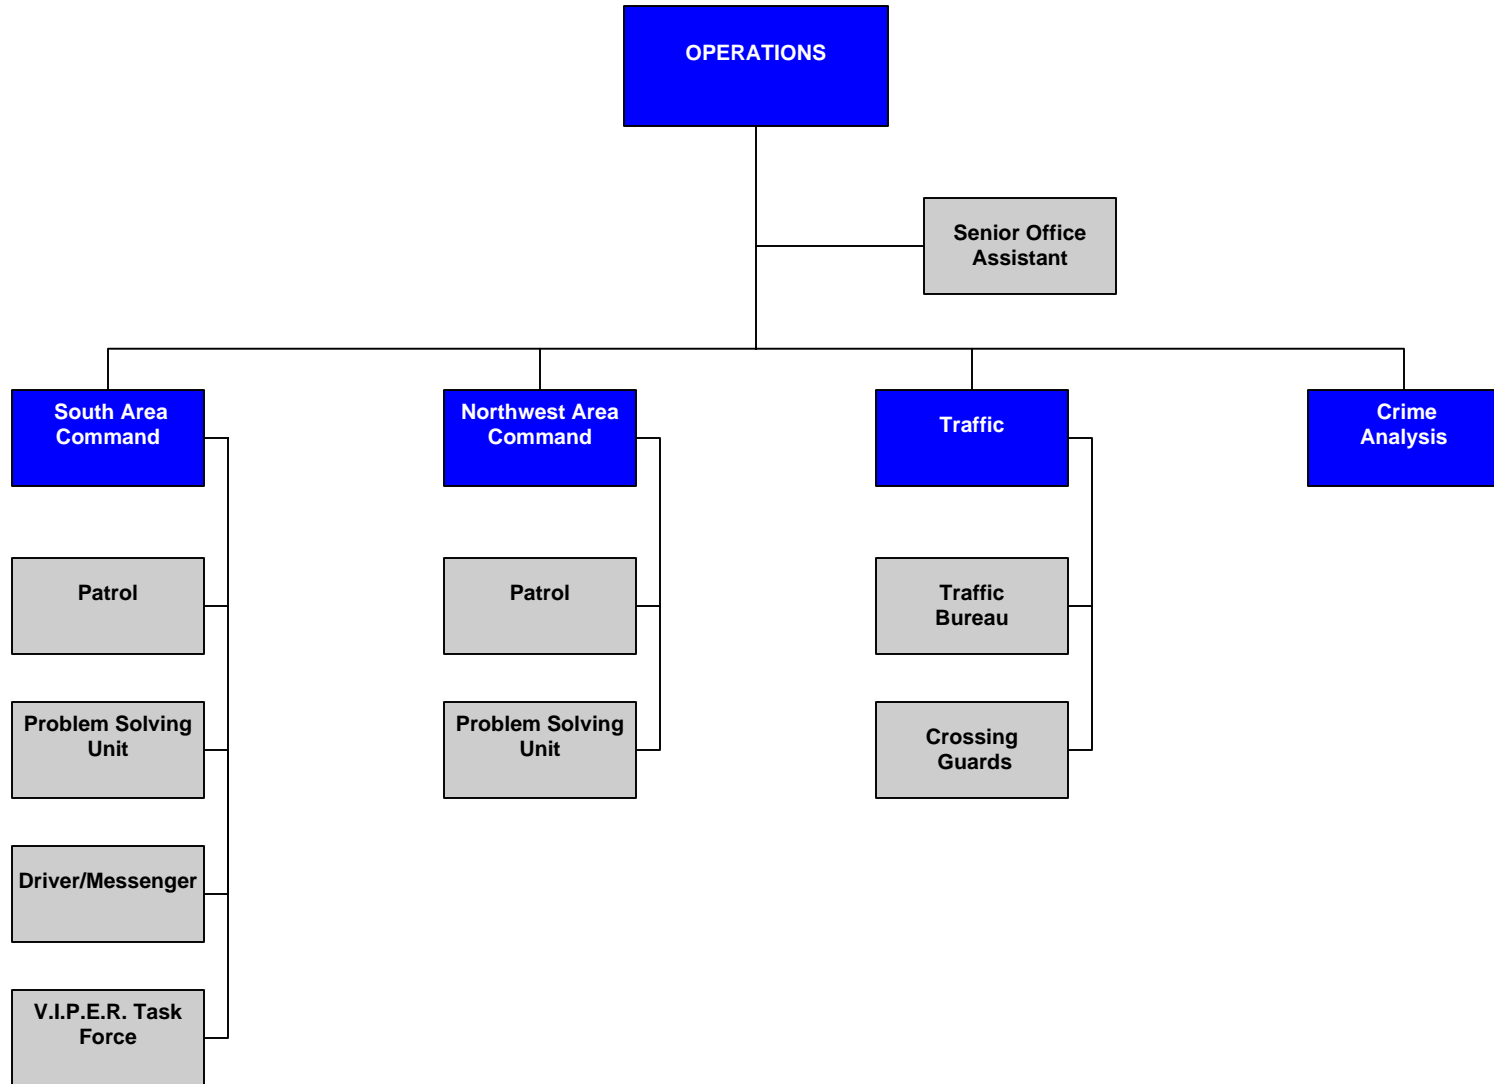 OPERATIONS
Senior Office
Assistant
South Area
Command
Northwest Area
Command
Traffic
Crime
Analysis
Patrol
Patrol
Traffic
Bureau
Problem Solving
Unit
Problem Solving
Unit
Crossing
Guards
Driver/Messenger
V.I.P.E.R. Task
Force